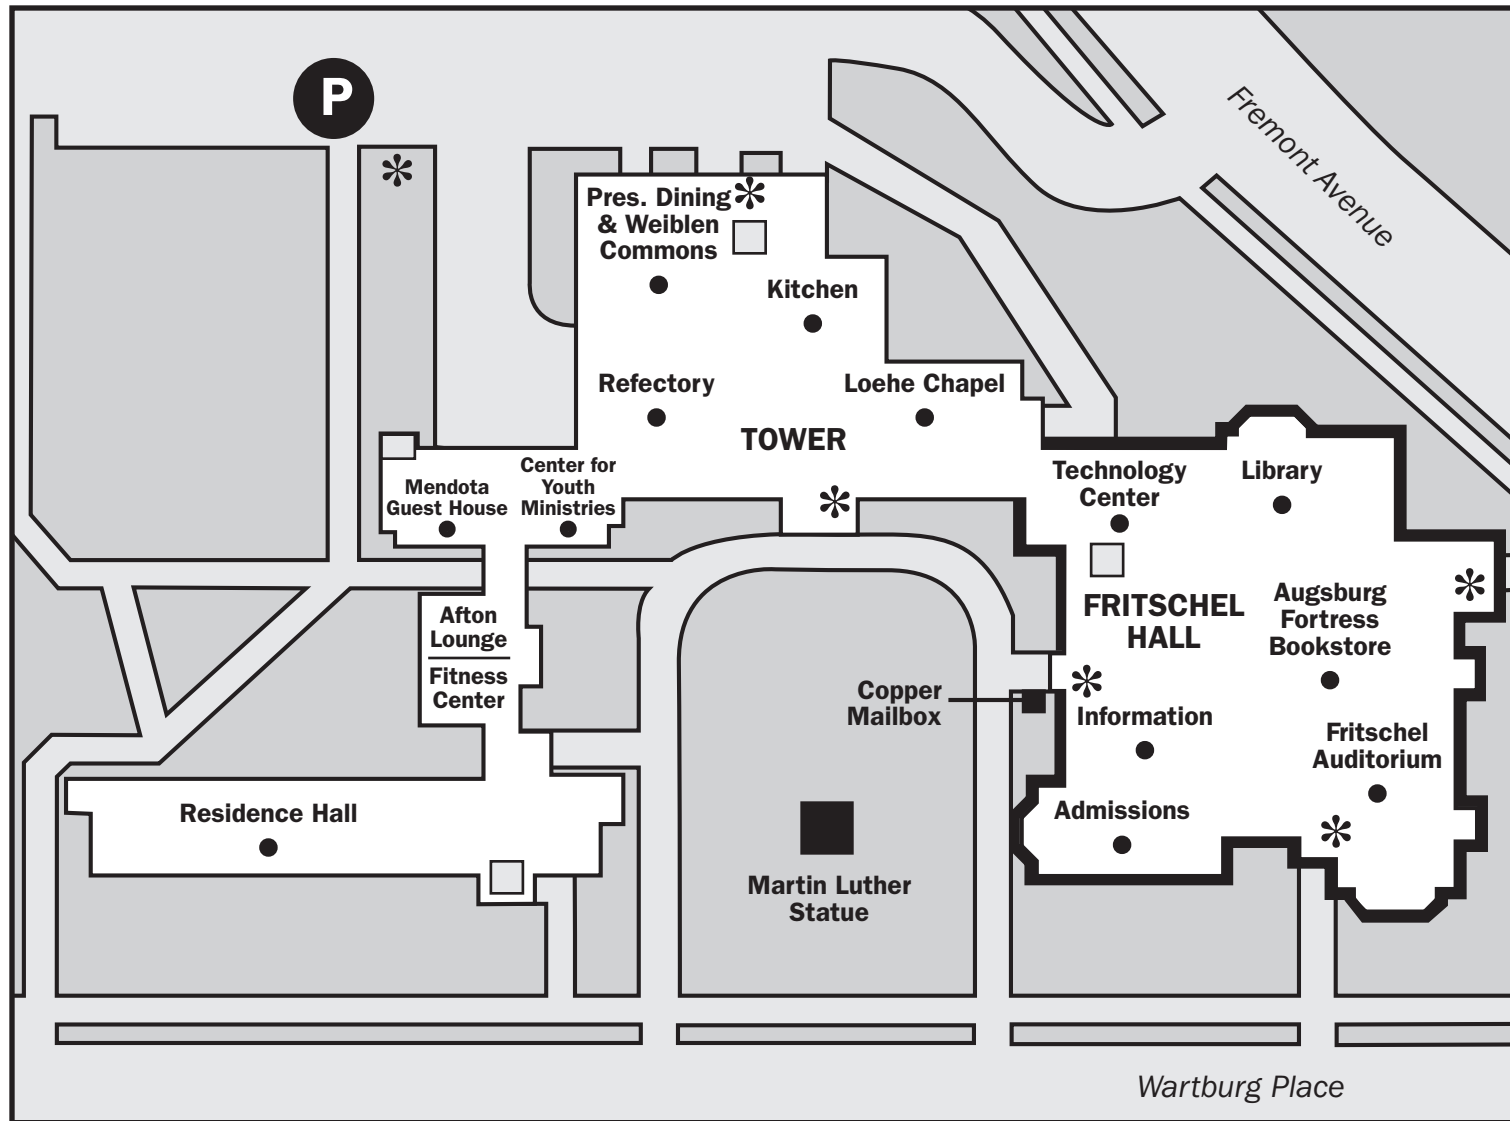 P
Fremont Avenue
Pres. Dining
& Weiblen
Commons
Kitchen
Refectory
Loehe Chapel
TOWER
Mendota
Guest House
Center for
Youth
Ministries
Technology
Center
Library
Afton
Lounge
Fitness
Center
FRITSCHEL
HALL
Augsburg
Fortress
Bookstore
Copper
Mailbox
Information
Fritschel
Auditorium
Residence Hall
Admissions
Martin Luther
Statue
Wartburg Place